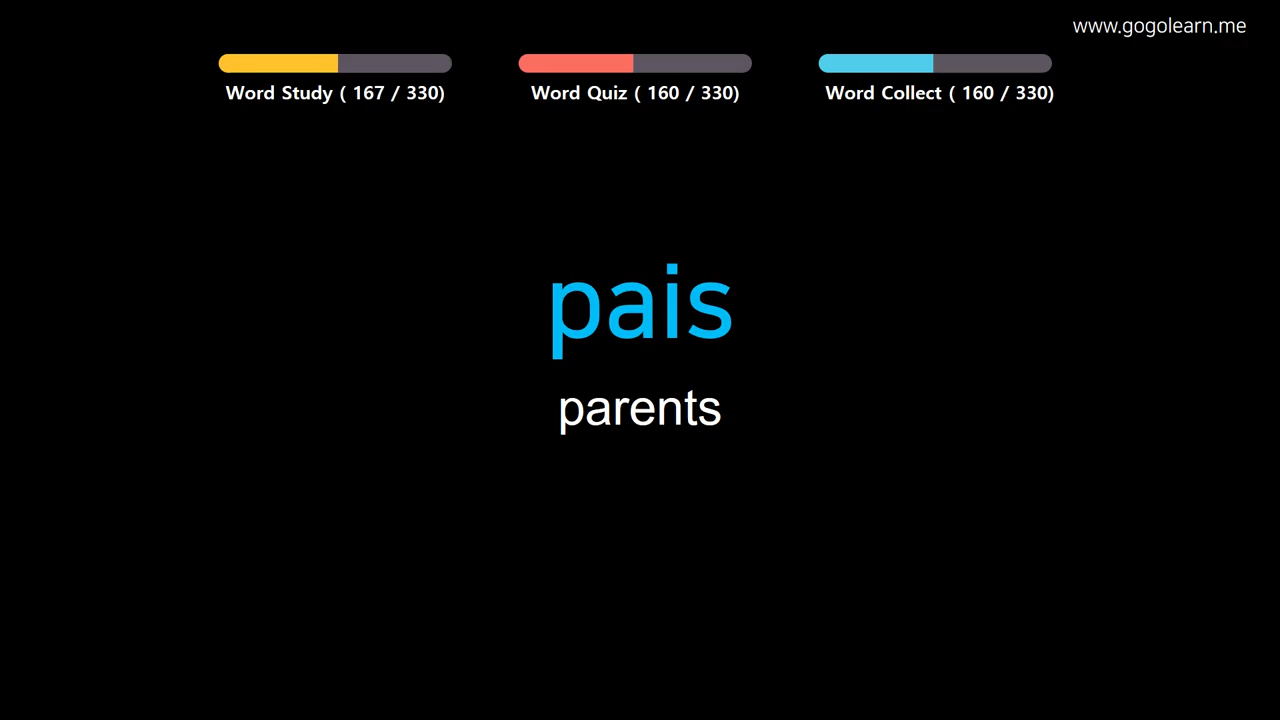 www.gogolearn.me
Word Study ( 167 / 330)
Word Quiz ( 160 / 330)
Word Collect ( 160 / 330)
pais
parents